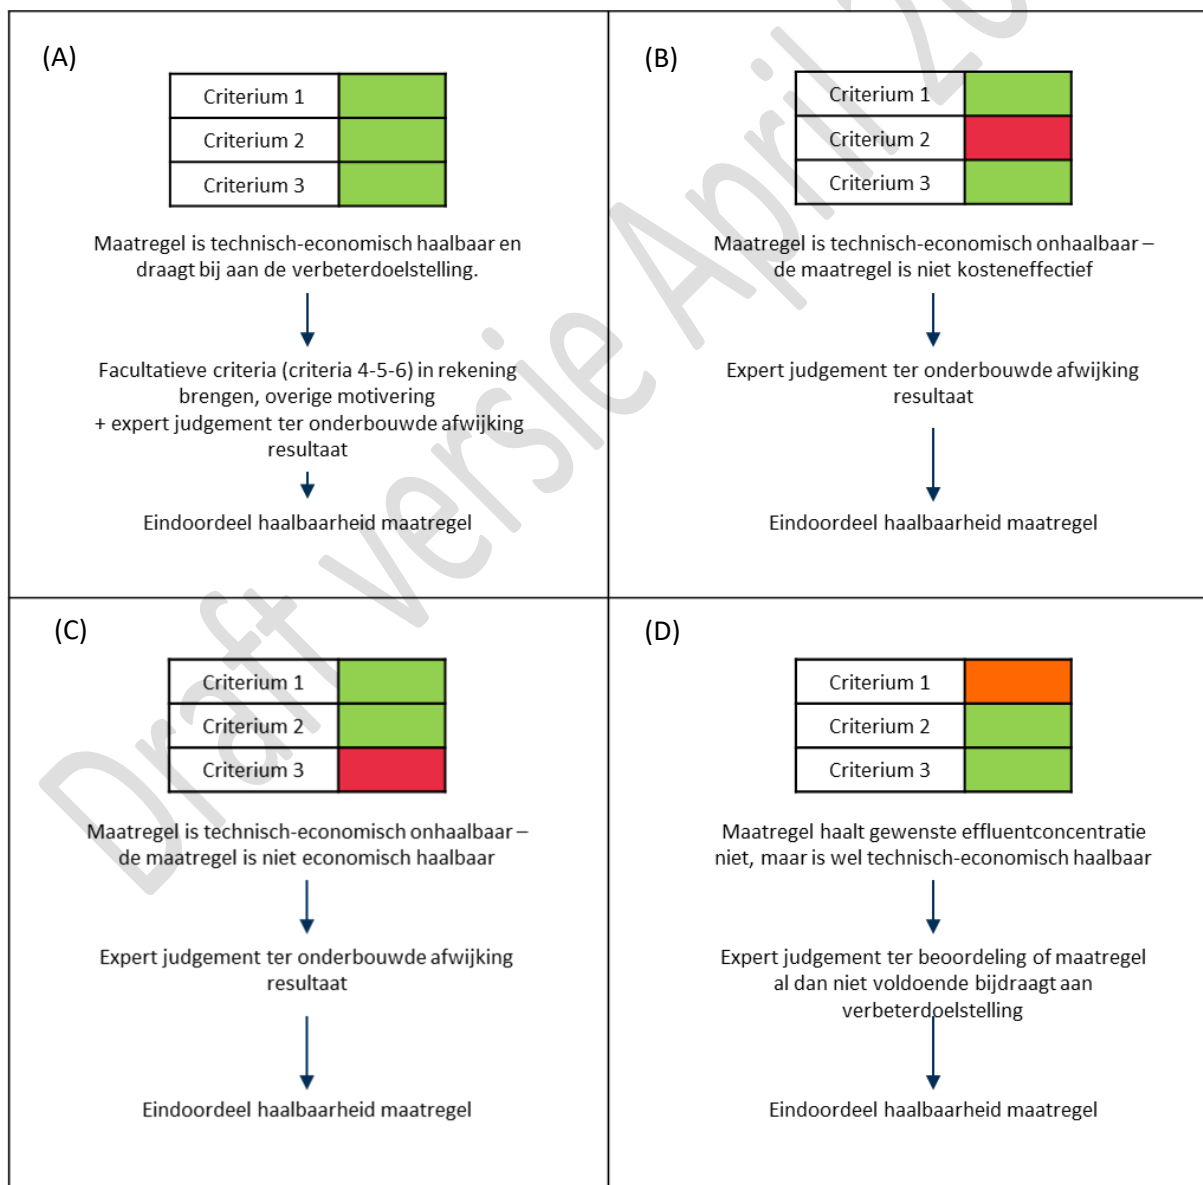 (A)
Criterium 1
Criterium 2
Criterium 3
Maatregel is technisch-economisch haalbaar en
draagt bij aan de verbeterdoelstelling.
Facultatieve criteria (criteria 4-5-6) in rekening
brengen, overige motivering
+ expert judgement ter onderbouwde afwijking
resultaat
Eindoordeel haalbaarheid maatregel
(B)
Criterium 1
Criterium 2
Criterium 3
Maatregel is technisch-economisch onhaalbaar –
de maatregel is niet kosteneffectief
Expert judgement ter onderbouwde afwijking
resultaat
Eindoordeel haalbaarheid maatregel
(C)
Criterium 1
Criterium 2
Criterium 3
Maatregel is technisch-economisch onhaalbaar –
de maatregel is niet economisch haalbaar
Expert judgement ter onderbouwde afwijking
resultaat
Eindoordeel haalbaarheid maatregel
(D)
Criterium 1
Criterium 2
Criterium 3
Maatregel haalt gewenste effluentconcentratie
niet, maar is wel technisch-economisch haalbaar
Expert judgement ter beoordeling of maatregel
al dan niet voldoende bijdraagt aan
verbeterdoelstelling
Eindoordeel haalbaarheid maatregel
Draft versie April